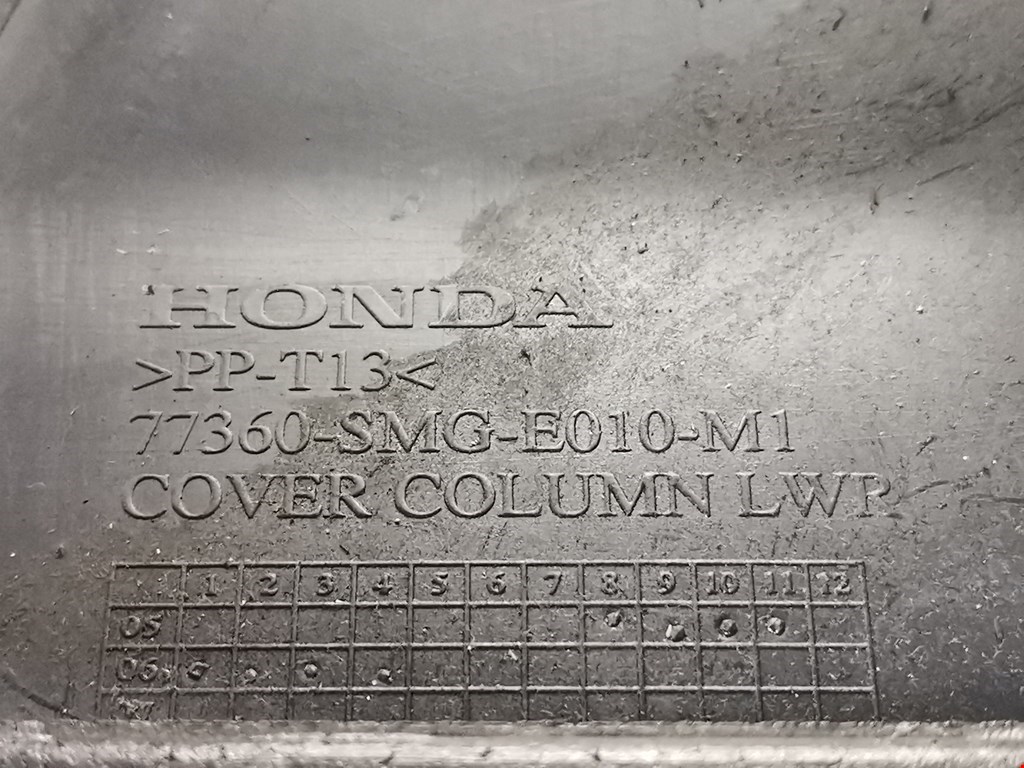 HONDA
>PP-T13<
77360-SMG-E010-M1
COVER COLUMN LWR
1 2 3 4 5 6 7 8 9 10 11 12
05
06